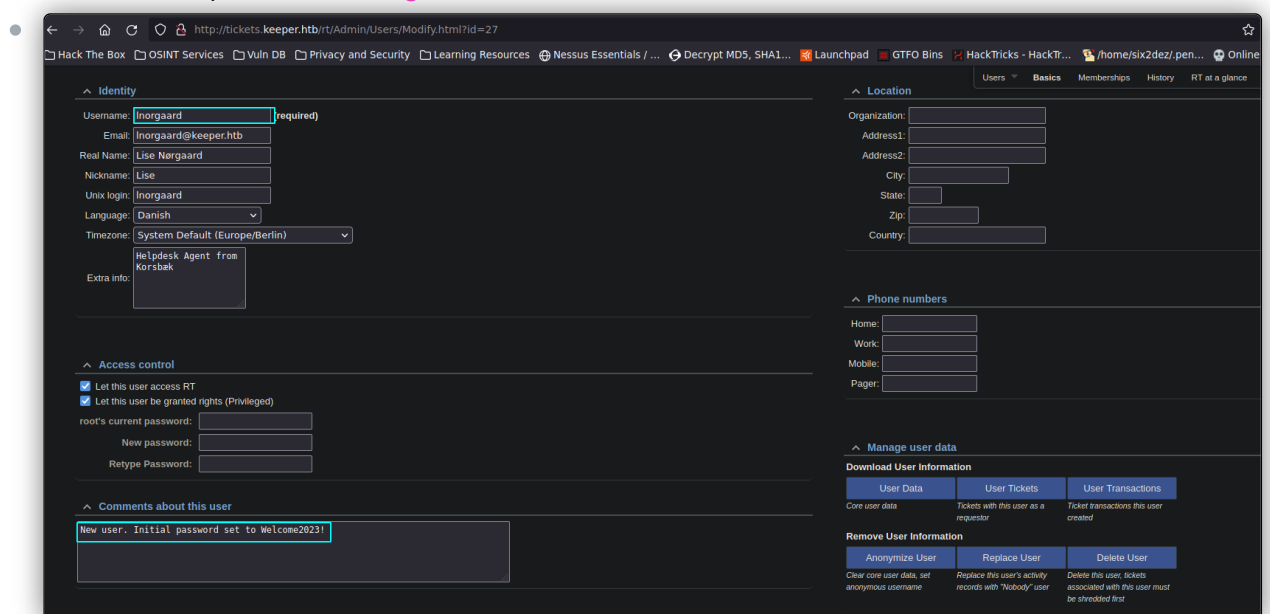 http://tickets.keeper.htb/rt/Admin/Users/Modify.html?id=27
Hack The Box OSINT Services Vuln DB Privacy and Security Learning Resources Nessus Essentials / ... Decrypt MD5, SHA1... Launchpad GTFO Bins HackTricks - HackTr... /home/six2dez/.pen... Online
Users Basics Memberships History RT at a glance
Identity
Username: lnorgaard required)
Email: lnorgaard@keeper.htb
Real Name: Lise Nørgaard
Nickname: Lise
Unix login: lnorgaard
Language: Danish
Timezone: System Default (Europe/Berlin)
Extra info: Helpdesk Agent from
Korsbæk
Access control
Let this user access RT
Let this user be granted rights (Privileged)
root's current password:
New password:
Retype Password:
Comments about this user
New user. Initial password set to Welcome2023!
Location
Organization:
Address1:
Address2:
City:
State:
Zip:
Country:
Phone numbers
Home:
Work:
Mobile:
Pager:
Manage user data
Download User Information
User Data User Tickets User Transactions
Core user data Tickets with this user as a Ticket transactions this user
requestor created
Remove User Information
Anonymize User Replace User Delete User
Clear core user data, set Replace this user's activity Delete this user, tickets
anonymous username records with "Nobody" user associated with this user must
be shredded first